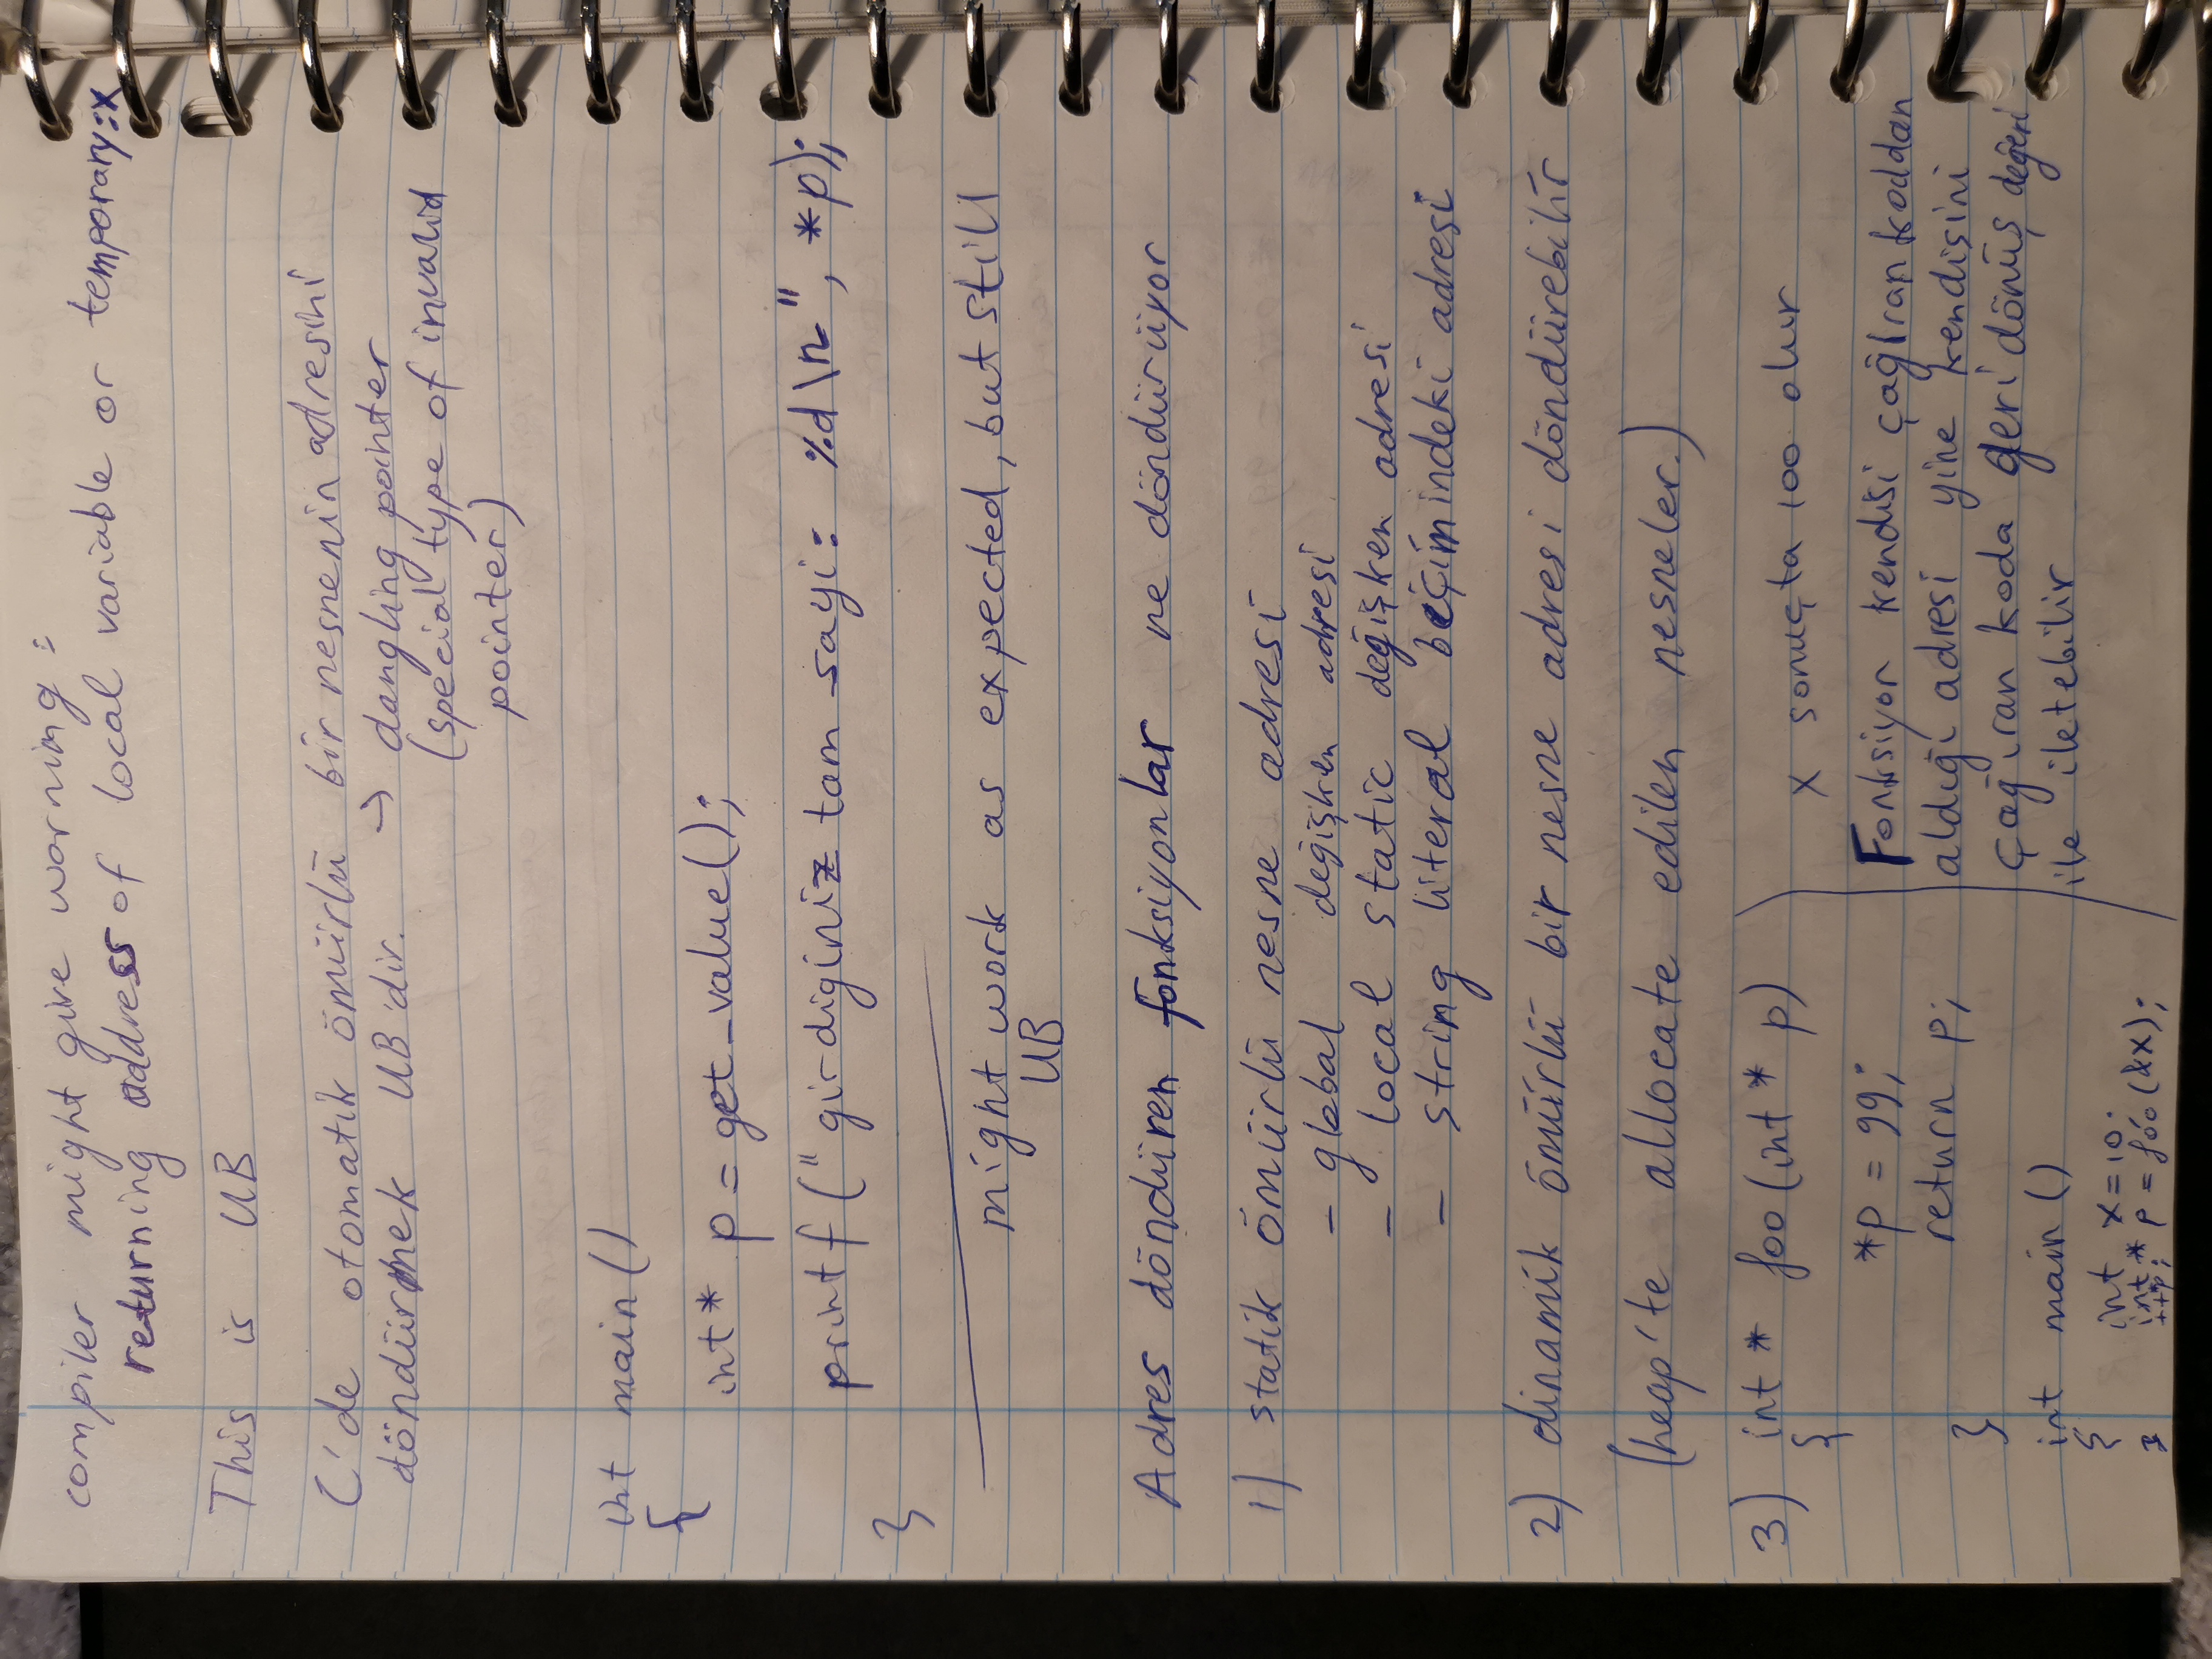 compiler might give warning:
returning address of local variable or temporary:x
This is UB
C'de otomatik ömürlü bir nesnenin adresini
döndürmek UB'dir. → dangling pointer
(special type of invalid
pointer)
int main()
{
int* p = get_value();
printf("girdiginiz tam sayi: %d\n", *p);
}
might work as expected, but still
UB
Adres döndüren fonksiyonlar ne döndürüyor
1) statik ömürlü nesne adresi
- global değişken adresi
- local static değişken adresi
- string literal biçimindeki adresi
2) dinamik ömürlü bir nesne adresi döndürebilir
(heap'te allocate edilen nesneler.)
3) int * foo(int * p)
{
*p = 99;
return p;
}
int main()
{
int x=10;
int* p = foo(&x);
++*p;
}
x sonuçta 100 olur
Fonksiyon kendisi çağıran koddan
aldığı adresi yine kendisini
çağıran koda geri dönüş değeri
ile iletebilir